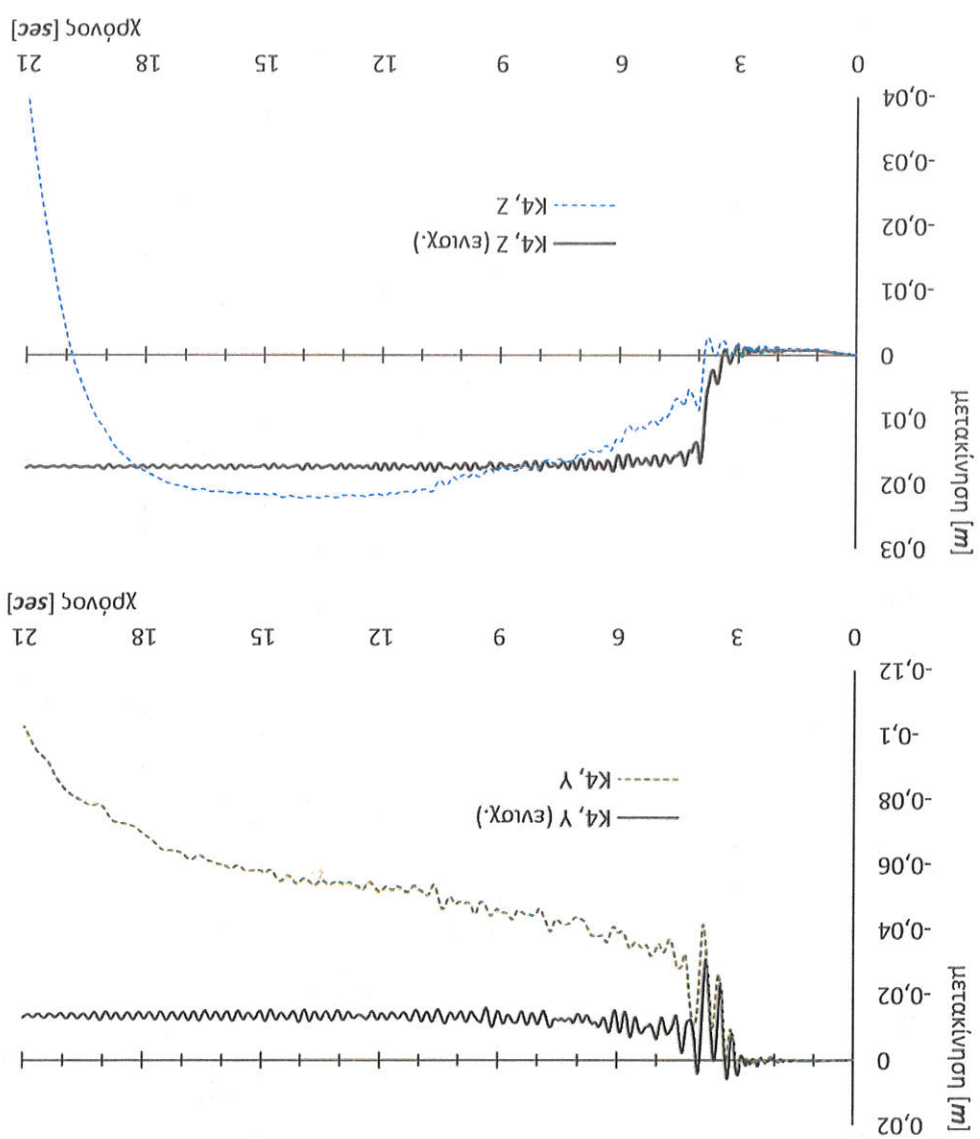 μετακίνηση [m]
0,02
0
-0,02
-0,04
-0,06
-0,08
-0,1
-0,12
K4, Y (ενισχ.)
K4, Y
0 3 6 9 12 15 18 21
χρόνος [sec]
μετακίνηση [m]
0,03
0,02
0,01
0
-0,01
-0,02
-0,03
-0,04
K4, Z (ενισχ.)
K4, Z
0 3 6 9 12 15 18 21
χρόνος [sec]